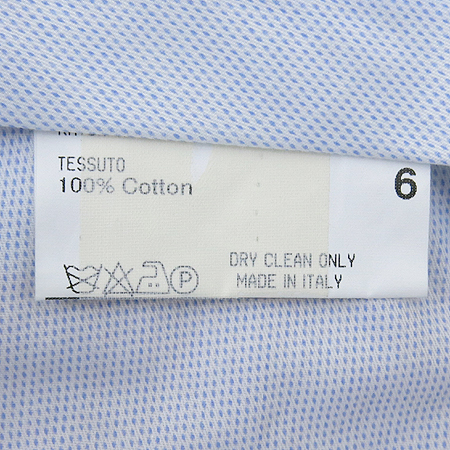 TESSUTO
100% Cotton
6
P
DRY CLEAN ONLY
MADE IN ITALY